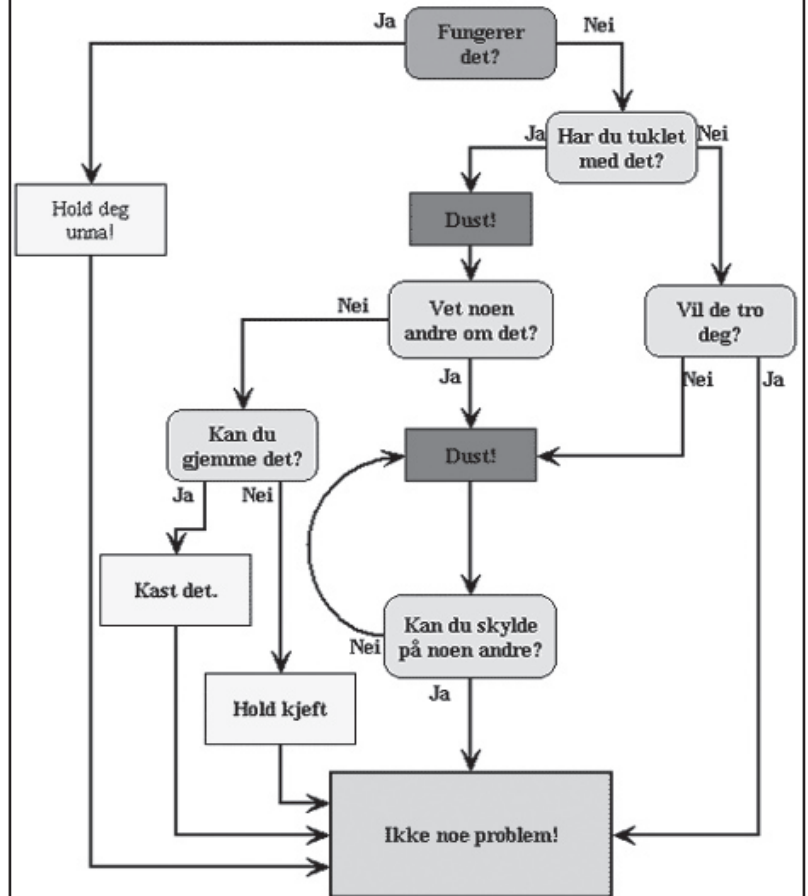 Ja
Fungerer
det?
Nei
Ja
Har du tuklet
med det?
Nei
Hold deg
unna!
Dust!
Nei
Vet noen
andre om det?
Vil de tro
deg?
Ja
Nei
Ja
Kan du
gjemme det?
Dust!
Ja
Nei
Kast det.
Kan du skylde
på noen andre?
Nei
Ja
Hold kjeft
Ikke noe problem!